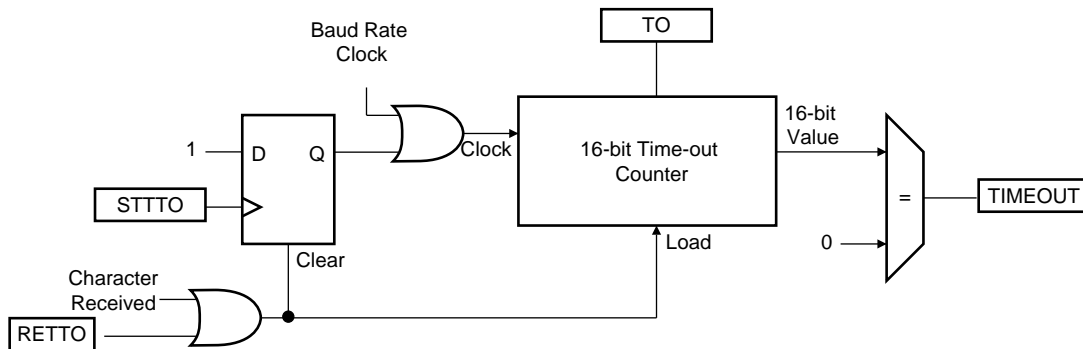 TO
Baud Rate
Clock
16-bit
Value
1
D
Q
Clock
16-bit Time-out
Counter
STTTO
=
TIMEOUT
Clear
Load
0
Character
Received
RETTO